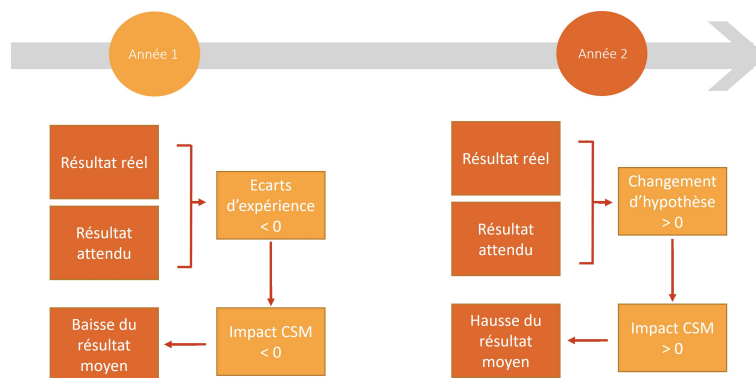 Année 1
Année 2
Résultat réel
Résultat
attendu
Ecarts
d'expérience
< 0
Impact CSM
< 0
Baisse du
résultat
moyen
Résultat réel
Résultat
attendu
Changement
d'hypothèse
> 0
Impact CSM
> 0
Hausse du
résultat
moyen